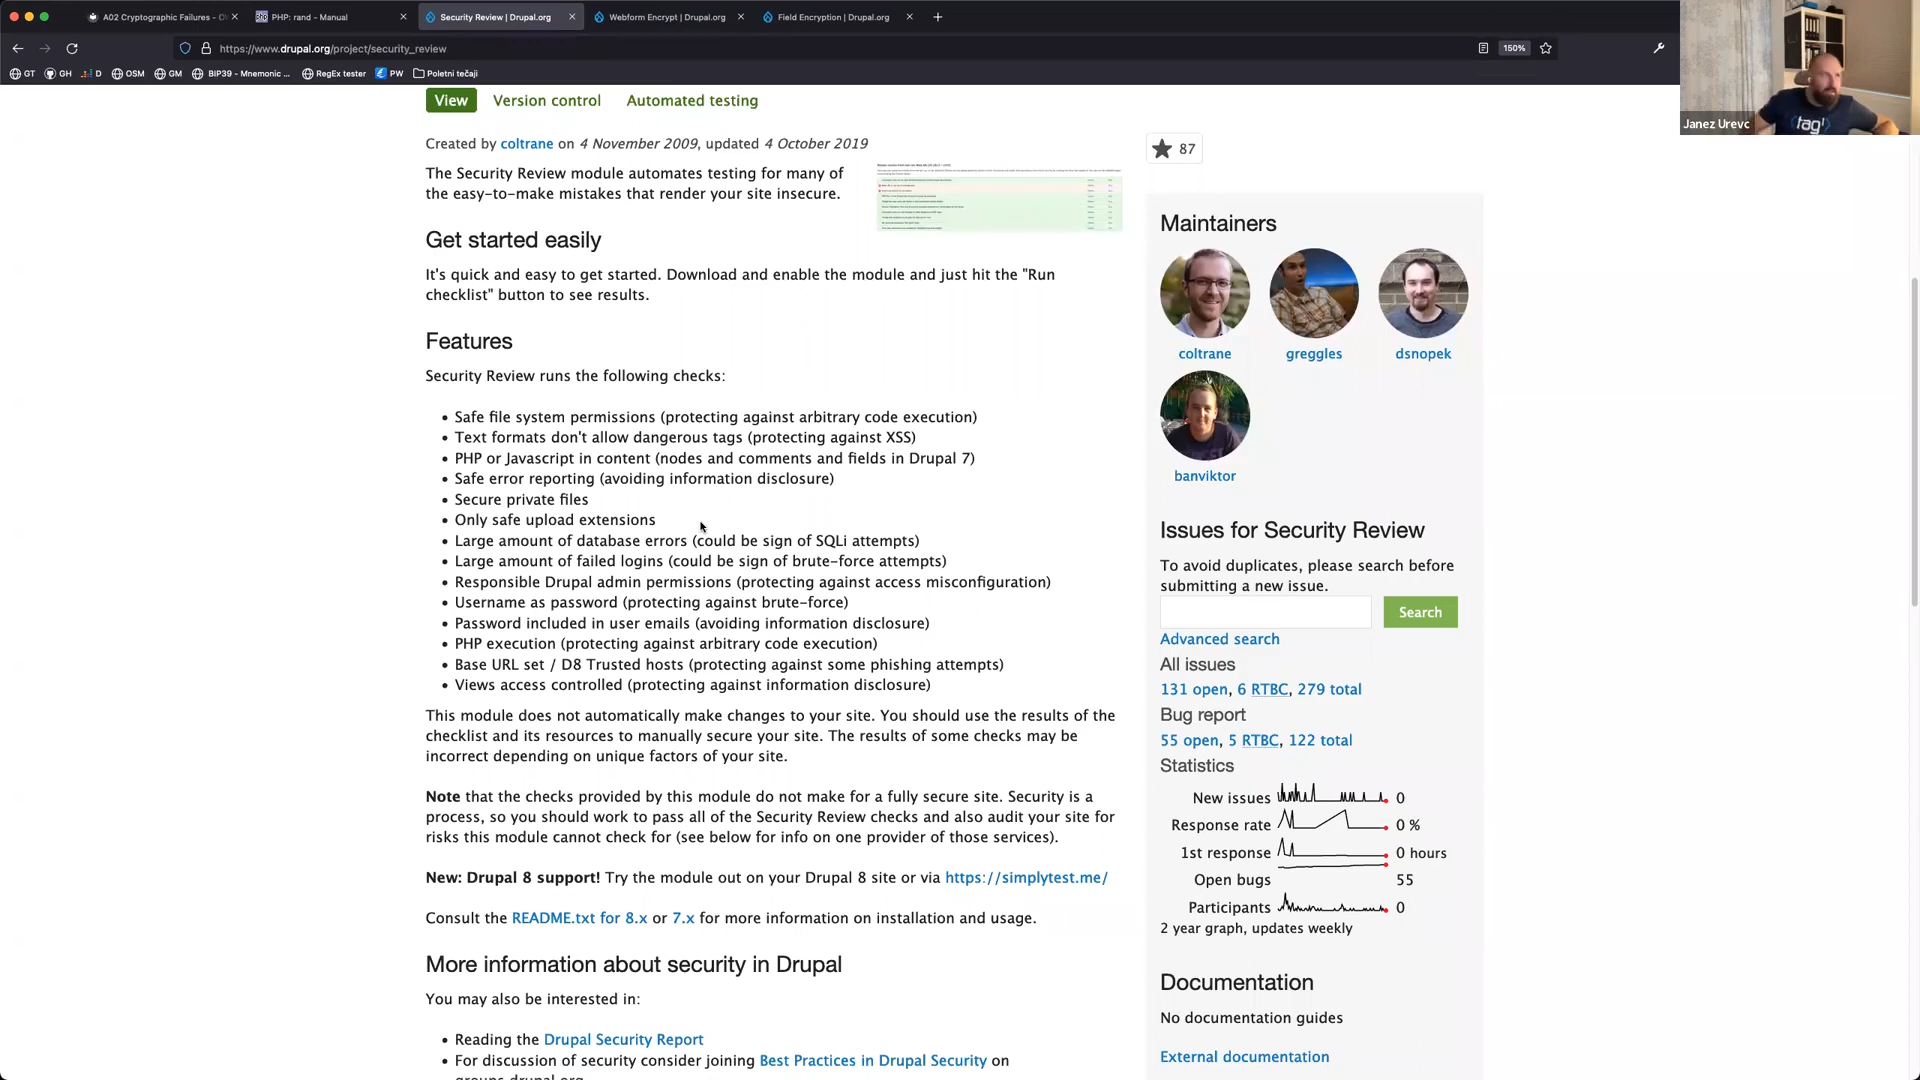 A02 Cryptographic Failures - O
PHP: rand - Manual
Security Review | Drupal.org
Webform Encrypt | Drupal.org
Field Encryption | Drupal.org
https://www.drupal.org/project/security_review
150%
GT
GH
D
OSM
GM
BIP39 - Mnemonic ...
RegEx tester
PW
Poletni tečaji
Janez Urevc
tag1
View
Version control
Automated testing
Created by coltrane on 4 November 2009, updated 4 October 2019
87
The Security Review module automates testing for many of
the easy-to-make mistakes that render your site insecure.
Get started easily
It's quick and easy to get started. Download and enable the module and just hit the "Run
checklist" button to see results.
Features
Security Review runs the following checks:
• Safe file system permissions (protecting against arbitrary code execution)
• Text formats don't allow dangerous tags (protecting against XSS)
• PHP or Javascript in content (nodes and comments and fields in Drupal 7)
• Safe error reporting (avoiding information disclosure)
• Secure private files
• Only safe upload extensions
• Large amount of database errors (could be sign of SQLi attempts)
• Large amount of failed logins (could be sign of brute-force attempts)
• Responsible Drupal admin permissions (protecting against access misconfiguration)
• Username as password (protecting against brute-force)
• Password included in user emails (avoiding information disclosure)
• PHP execution (protecting against arbitrary code execution)
• Base URL set / D8 Trusted hosts (protecting against some phishing attempts)
• Views access controlled (protecting against information disclosure)
This module does not automatically make changes to your site. You should use the results of the
checklist and its resources to manually secure your site. The results of some checks may be
incorrect depending on unique factors of your site.
Note that the checks provided by this module do not make for a fully secure site. Security is a
process, so you should work to pass all of the Security Review checks and also audit your site for
risks this module cannot check for (see below for info on one provider of those services).
New: Drupal 8 support! Try the module out on your Drupal 8 site or via https://simplytest.me/
Consult the README.txt for 8.x or 7.x for more information on installation and usage.
More information about security in Drupal
You may also be interested in:
• Reading the Drupal Security Report
• For discussion of security consider joining Best Practices in Drupal Security on
groups.drupal.org
Maintainers
coltrane
greggles
dsnopek
banviktor
Issues for Security Review
To avoid duplicates, please search before
submitting a new issue.
Search
Advanced search
All issues
131 open, 6 RTBC, 279 total
Bug report
55 open, 5 RTBC, 122 total
Statistics
New issues 0
Response rate 0 %
1st response 0 hours
Open bugs 55
Participants 0
2 year graph, updates weekly
Documentation
No documentation guides
External documentation